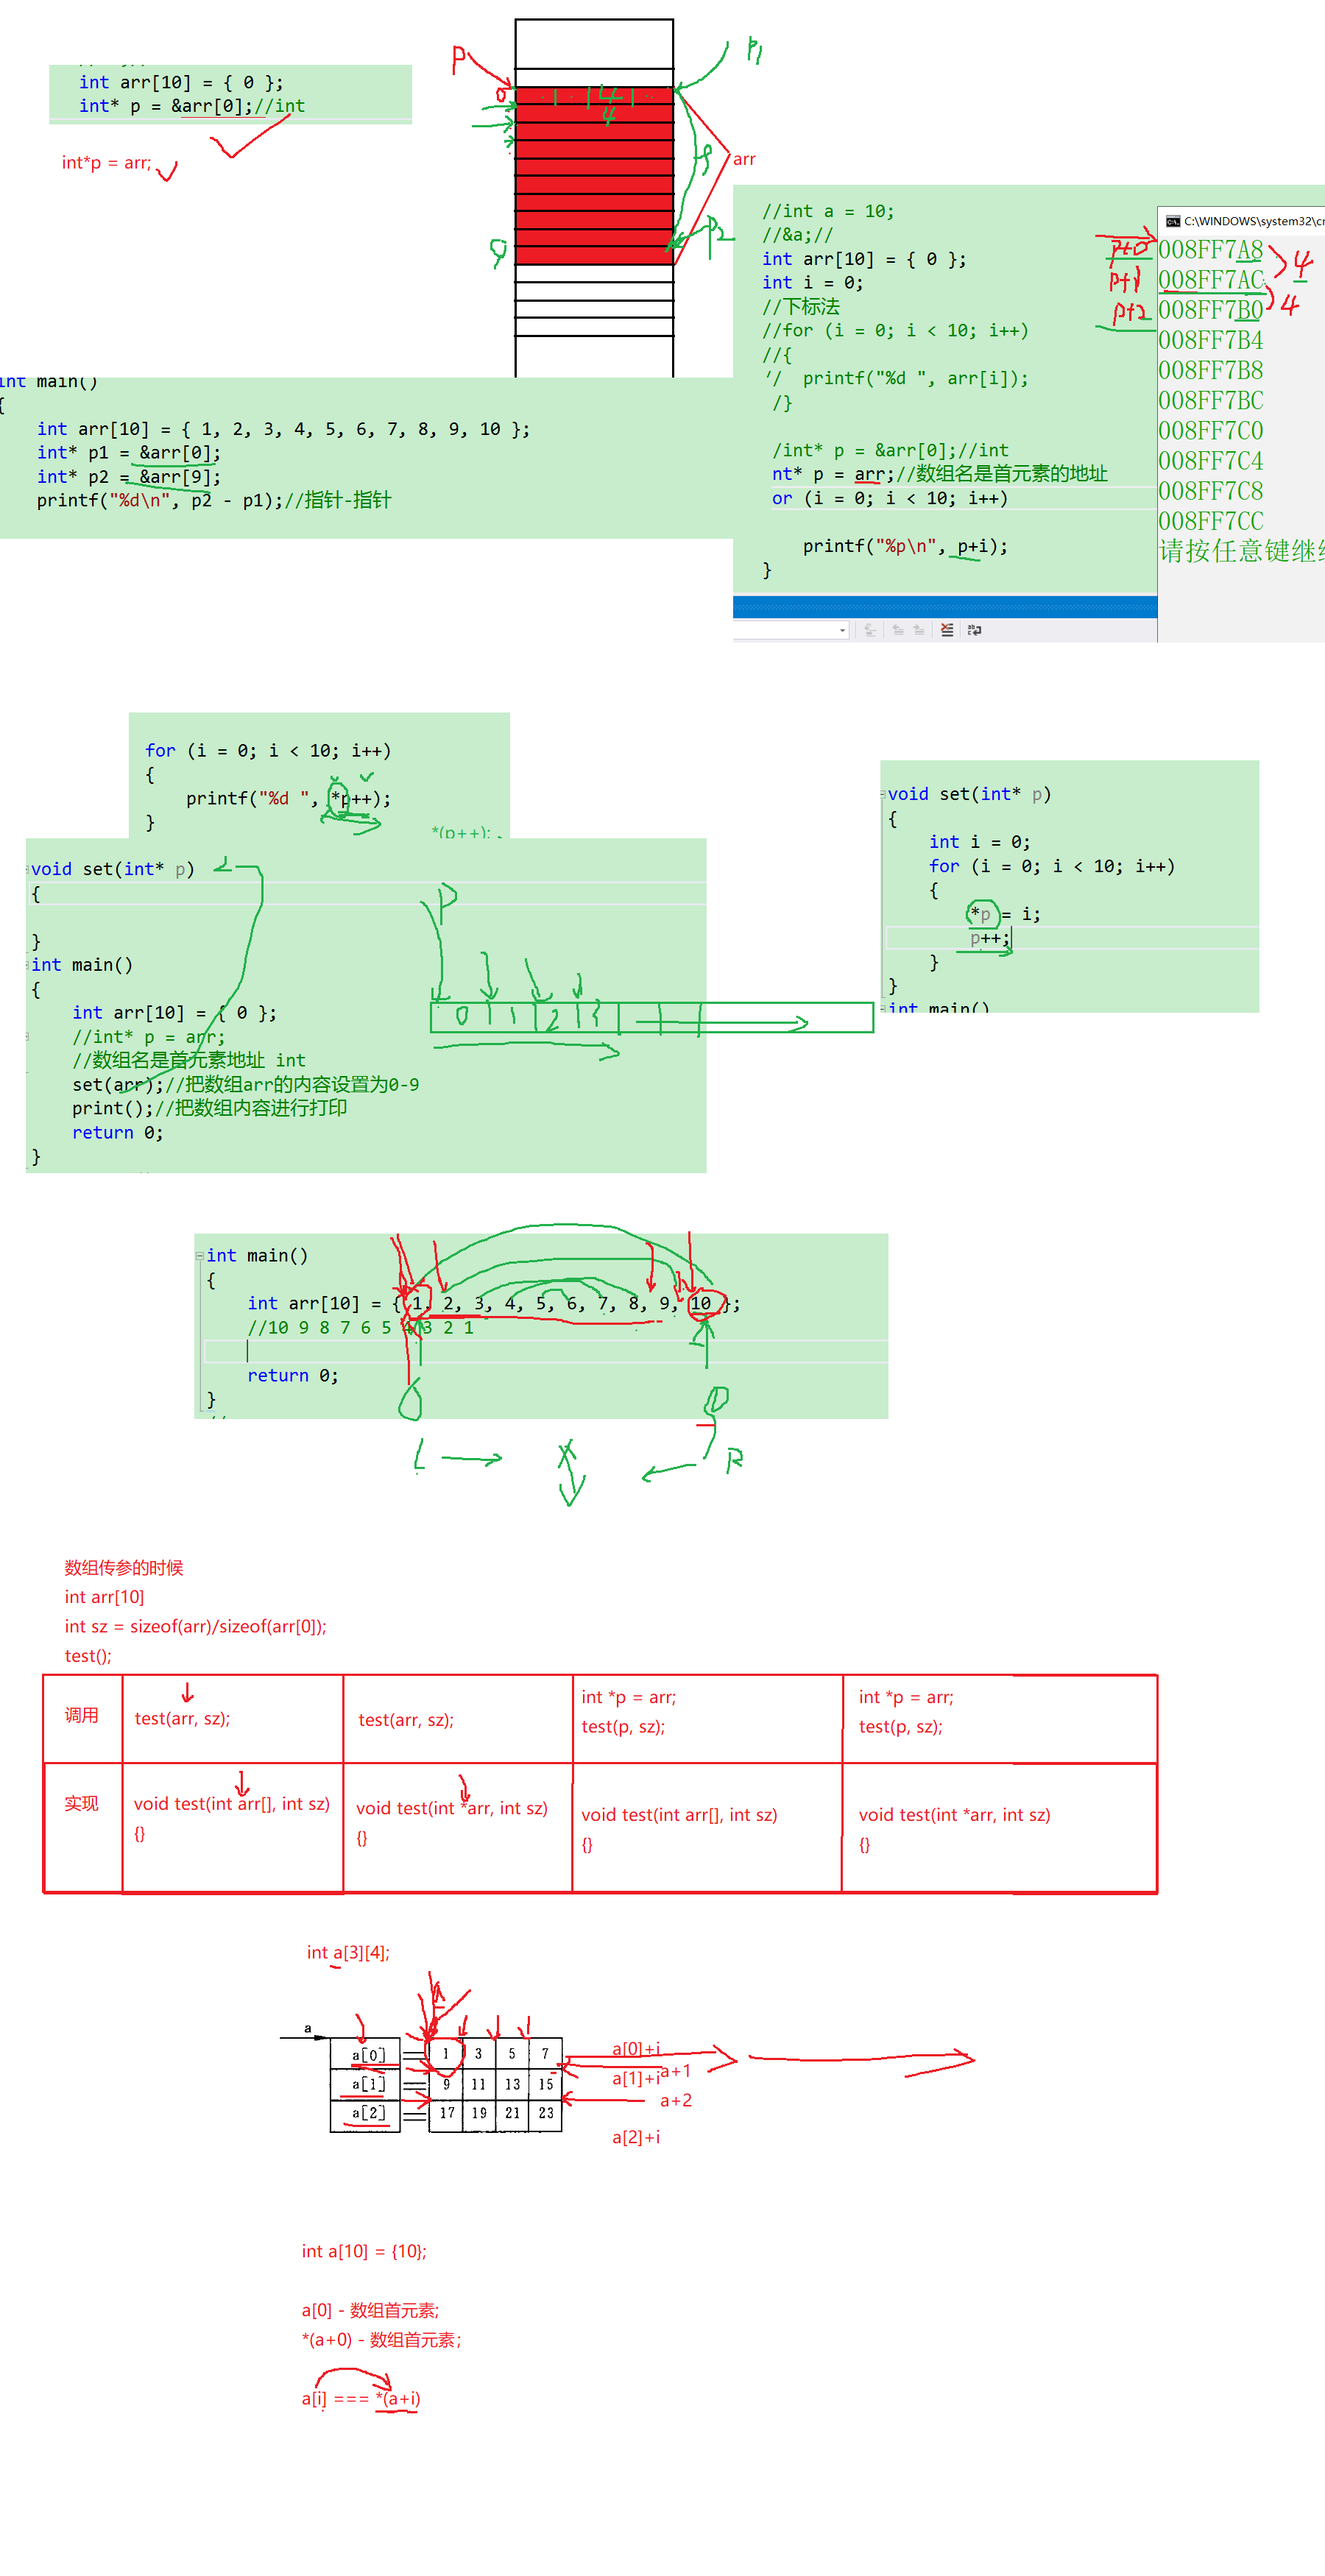 int arr[10] = { 0 };
int* p = &arr[0];//int
int*p = arr;
P
0
9
4
4
p1
9
p2
arr
//int a = 10;
//&a;//
int arr[10] = { 0 };
int i = 0;
//下标法
//for (i = 0; i < 10; i++)
//{
//  printf("%d ", arr[i]);
/}
/int* p = &arr[0];//int
nt* p = arr;//数组名是首元素的地址
or (i = 0; i < 10; i++)
printf("%p\n", p+i);
}
C:\WINDOWS\system32\c
p+0
p+1
p+2
008FF7A8
008FF7AC
008FF7B0
008FF7B4
008FF7B8
008FF7BC
008FF7C0
008FF7C4
008FF7C8
008FF7CC
请按任意键继
4
4
int main()
{
int arr[10] = { 1, 2, 3, 4, 5, 6, 7, 8, 9, 10 };
int* p1 = &arr[0];
int* p2 = &arr[9];
printf("%d\n", p2 - p1);//指针-指针
for (i = 0; i < 10; i++)
{
printf("%d ", *p++);
}
*(p++);
void set(int* p)
{
}
int main()
{
int arr[10] = { 0 };
//int* p = arr;
//数组名是首元素地址 int
set(arr);//把数组arr的内容设置为0-9
print();//把数组内容进行打印
return 0;
}
P
0 1 2 3
void set(int* p)
{
int i = 0;
for (i = 0; i < 10; i++)
{
*p = i;
p++;
}
}
int main()
int main()
{
int arr[10] = { 1, 2, 3, 4, 5, 6, 7, 8, 9, 10 };
//10 9 8 7 6 5 4 3 2 1
return 0;
}
L
R
数组传参的时候
int arr[10]
int sz = sizeof(arr)/sizeof(arr[0]);
test();
调用
test(arr, sz);
test(arr, sz);
int *p = arr;
test(p, sz);
int *p = arr;
test(p, sz);
实现
void test(int arr[], int sz)
{}
void test(int *arr, int sz)
{}
void test(int arr[], int sz)
{}
void test(int *arr, int sz)
{}
int a[3][4];
a
a[0] 1 3 5 7
a[1] 9 11 13 15
a[2] 17 19 21 23
a[0]+i
a+1
a[1]+i
a+2
a[2]+i
int a[10] = {10};
a[0] - 数组首元素;
*(a+0) - 数组首元素;
a[i] === *(a+i)